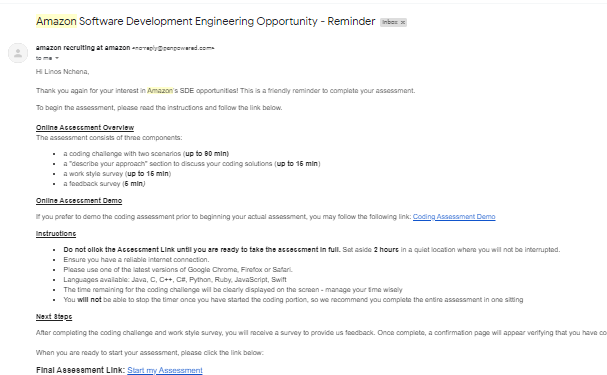 Amazon Software Development Engineering Opportunity - Reminder Inbox x
amazon recruiting at amazon <noreply@penpowered.com>
to me
Hi Linos Nchena,
Thank you again for your interest in Amazon's SDE opportunities! This is a friendly reminder to complete your assessment.
To begin the assessment, please read the instructions and follow the link below.
Online Assessment Overview
The assessment consists of three components:
• a coding challenge with two scenarios (up to 90 min)
• a "describe your approach" section to discuss your coding solutions (up to 15 min)
• a work style survey (up to 15 min)
• a feedback survey (5 min)
Online Assessment Demo
If you prefer to demo the coding assessment prior to beginning your actual assessment, you may follow the following link: Coding Assessment Demo
Instructions
• Do not click the Assessment Link until you are ready to take the assessment in full. Set aside 2 hours in a quiet location where you will not be interrupted.
• Ensure you have a reliable internet connection.
• Please use one of the latest versions of Google Chrome, Firefox or Safari.
• Languages available: Java, C, C++, C#, Python, Ruby, JavaScript, Swift
• The time remaining for the coding challenge will be clearly displayed on the screen - manage your time wisely
• You will not be able to stop the timer once you have started the coding portion, so we recommend you complete the entire assessment in one sitting
Next Steps
After completing the coding challenge and work style survey, you will receive a survey to provide us feedback. Once complete, a confirmation page will appear verifying that you have co
When you are ready to start your assessment, please click the link below:
Final Assessment Link: Start my Assessment